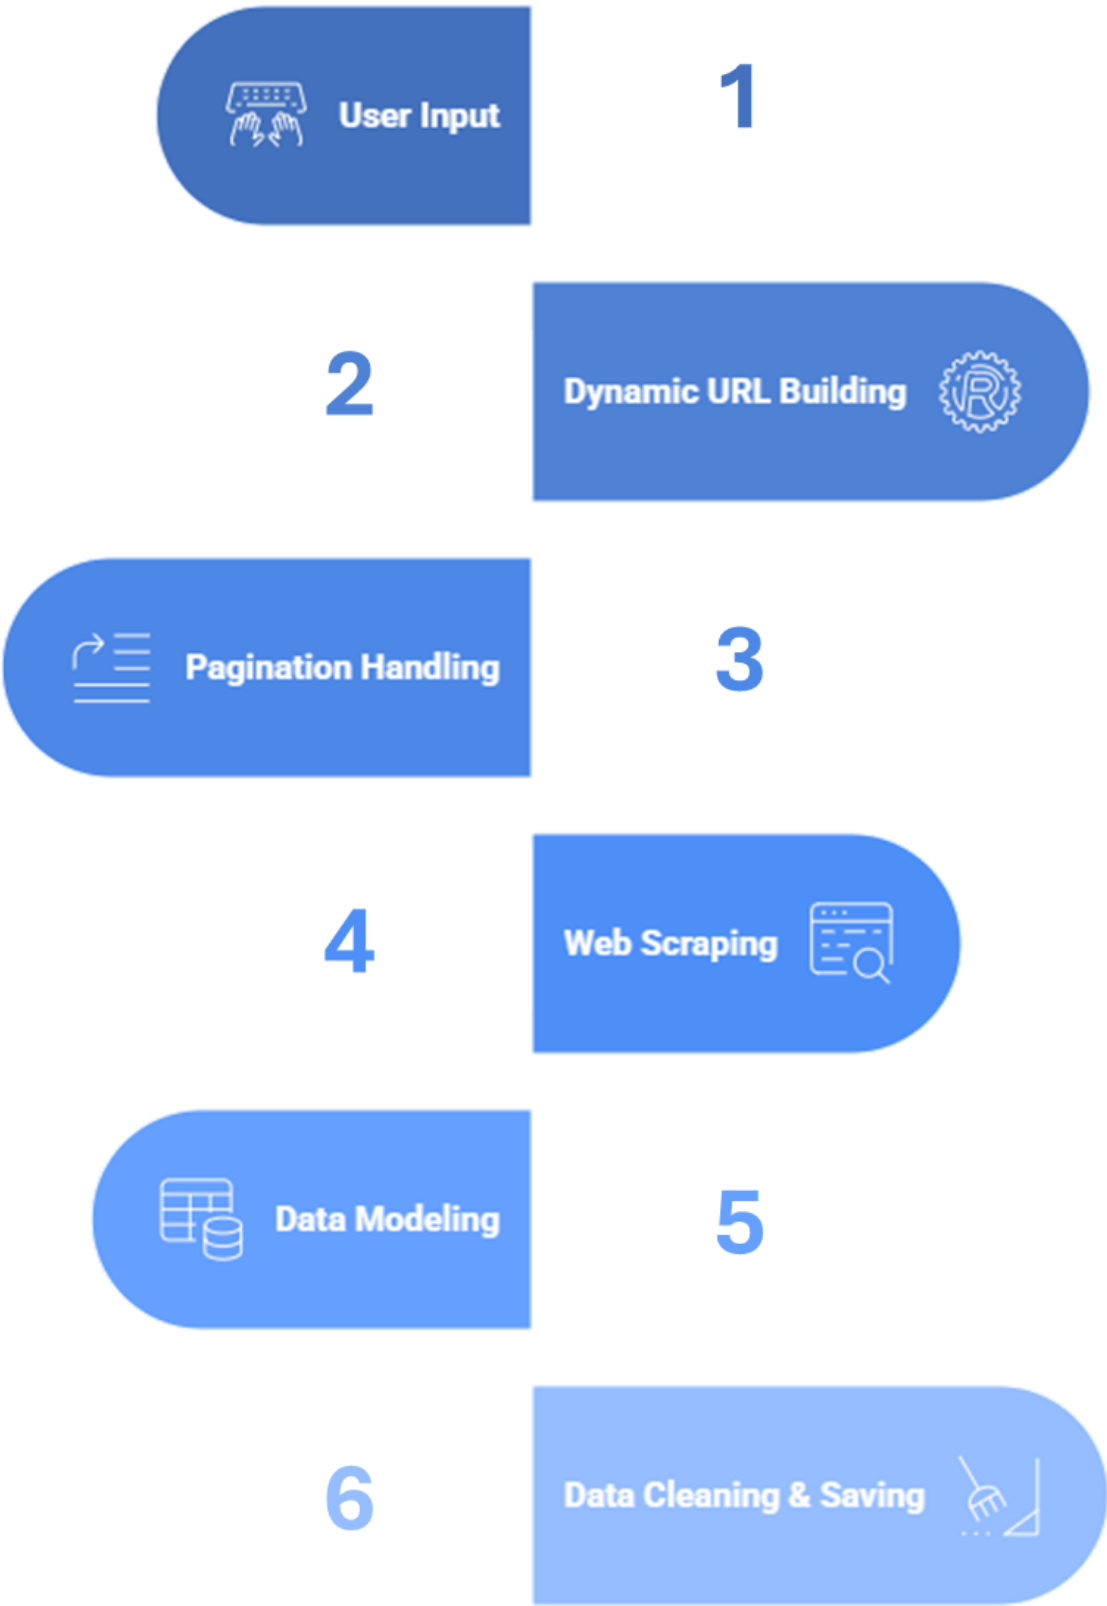 User Input
1
2
Dynamic URL Building
Pagination Handling
3
4
Web Scraping
Data Modeling
5
6
Data Cleaning & Saving